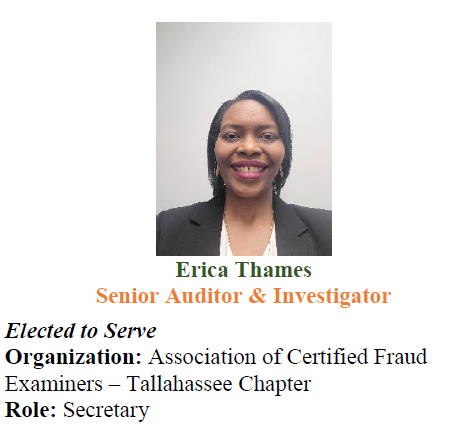 Erica Thames
Senior Auditor & Investigator
Elected to Serve
Organization: Association of Certified Fraud
Examiners – Tallahassee Chapter
Role: Secretary